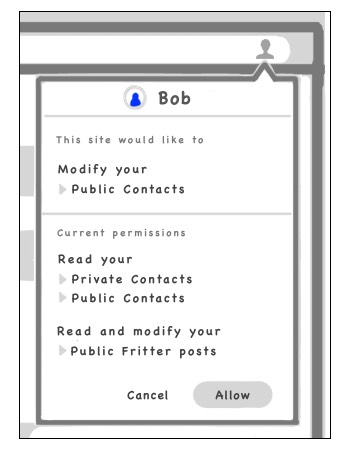 Bob
This site would like to
Modify your
Public Contacts
Current permissions
Read your
Private Contacts
Public Contacts
Read and modify your
Public Fritter posts
Cancel Allow